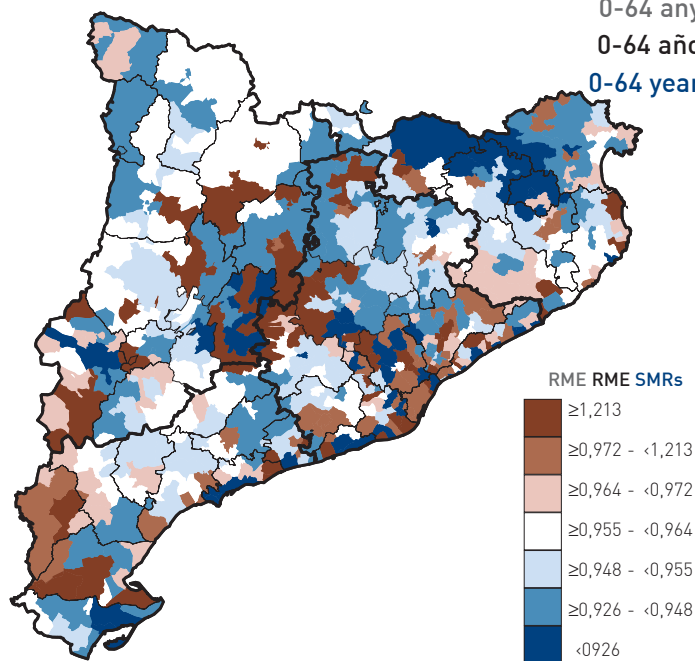 0-64 any
0-64 año
0-64 year
RME RME SMRs
≥1,213
≥0,972 - <1,213
≥0,964 - <0,972
≥0,955 - <0,964
≥0,948 - <0,955
≥0,926 - <0,948
<0926